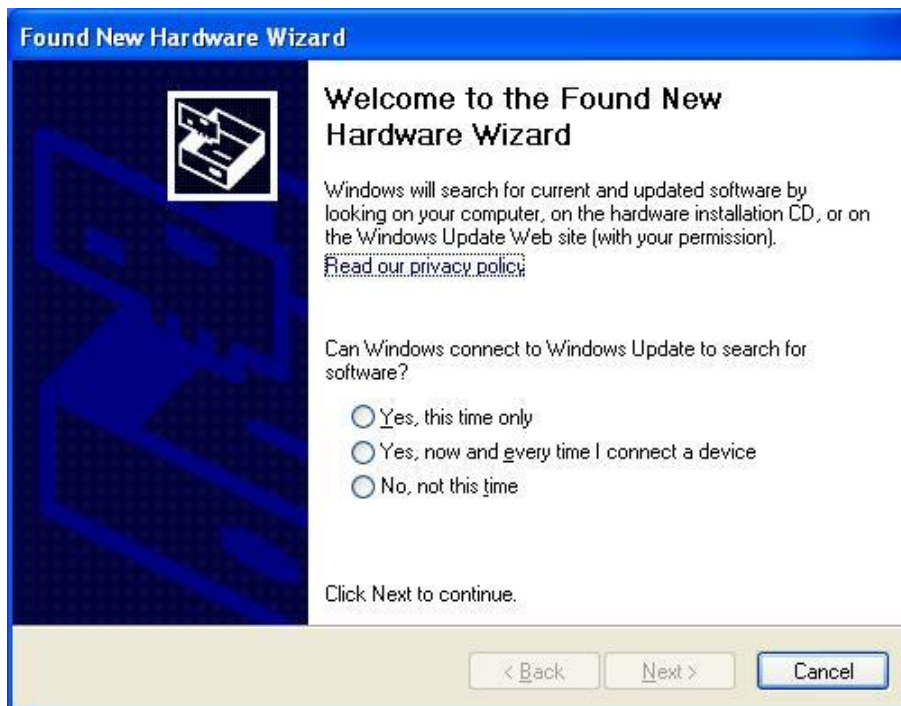 Found New Hardware Wizard
Welcome to the Found New
Hardware Wizard
Windows will search for current and updated software by
looking on your computer, on the hardware installation CD, or on
the Windows Update Web site (with your permission).
Read our privacy policy
Can Windows connect to Windows Update to search for
software?
Yes, this time only
Yes, now and every time I connect a device
No, not this time
Click Next to continue.
< Back
Next >
Cancel